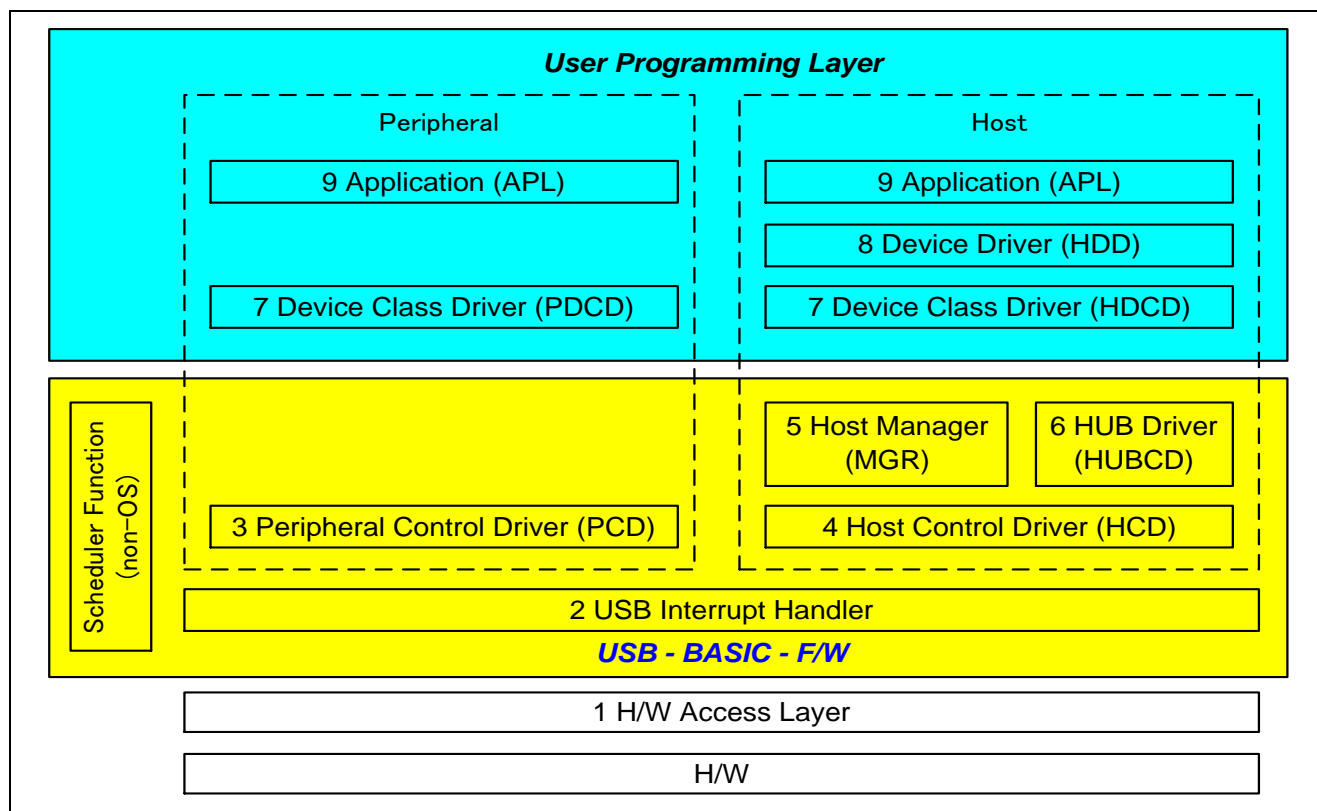 User Programming Layer
Peripheral
9 Application (APL)
7 Device Class Driver (PDCD)
Host
9 Application (APL)
8 Device Driver (HDD)
7 Device Class Driver (HDCD)
Scheduler Function
(non-OS)
3 Peripheral Control Driver (PCD)
5 Host Manager
(MGR)
6 HUB Driver
(HUBCD)
4 Host Control Driver (HCD)
2 USB Interrupt Handler
USB - BASIC - F/W
1 H/W Access Layer
H/W